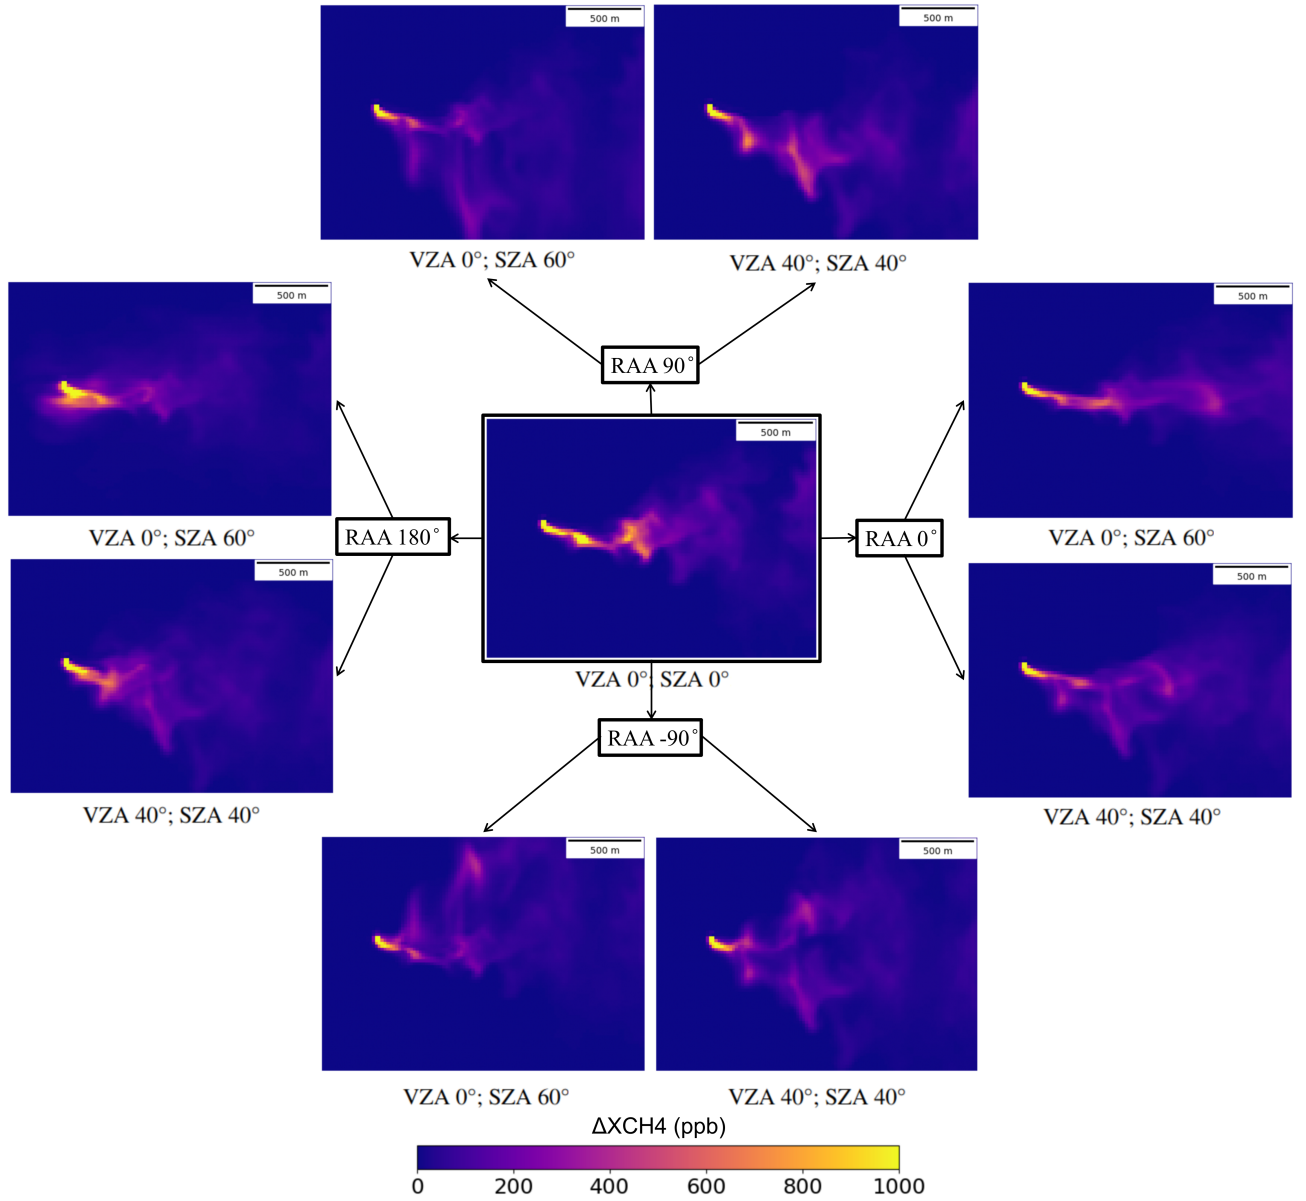 500 m
500 m
VZA 0°; SZA 60°
VZA 40°; SZA 40°
500 m
500 m
RAA 90°
500 m
VZA 0°; SZA 60°
RAA 180°
RAA 0°
VZA 0°; SZA 60°
500 m
500 m
VZA 0°; SZA 0°
RAA -90°
VZA 40°; SZA 40°
VZA 40°; SZA 40°
500 m
500 m
VZA 0°; SZA 60°
VZA 40°; SZA 40°
ΔXCH4 (ppb)
0 200 400 600 800 1000